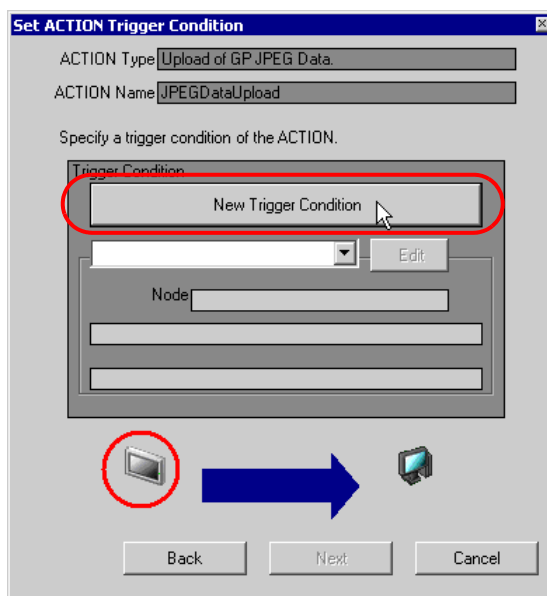 Set ACTION Trigger Condition
ACTION Type Upload of GP JPEG Data.
ACTION Name JPEGDataUpload
Specify a trigger condition of the ACTION.
Trigger Condition
New Trigger Condition
Edit
Node
Back Next Cancel